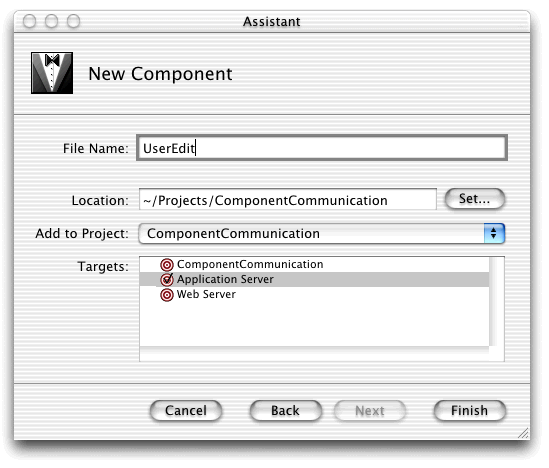 Assistant
New Component
File Name: UserEdit
Location: ~/Projects/ComponentCommunication Set...
Add to Project: ComponentCommunication
Targets: ComponentCommunication
Application Server
Web Server
Cancel Back Next Finish